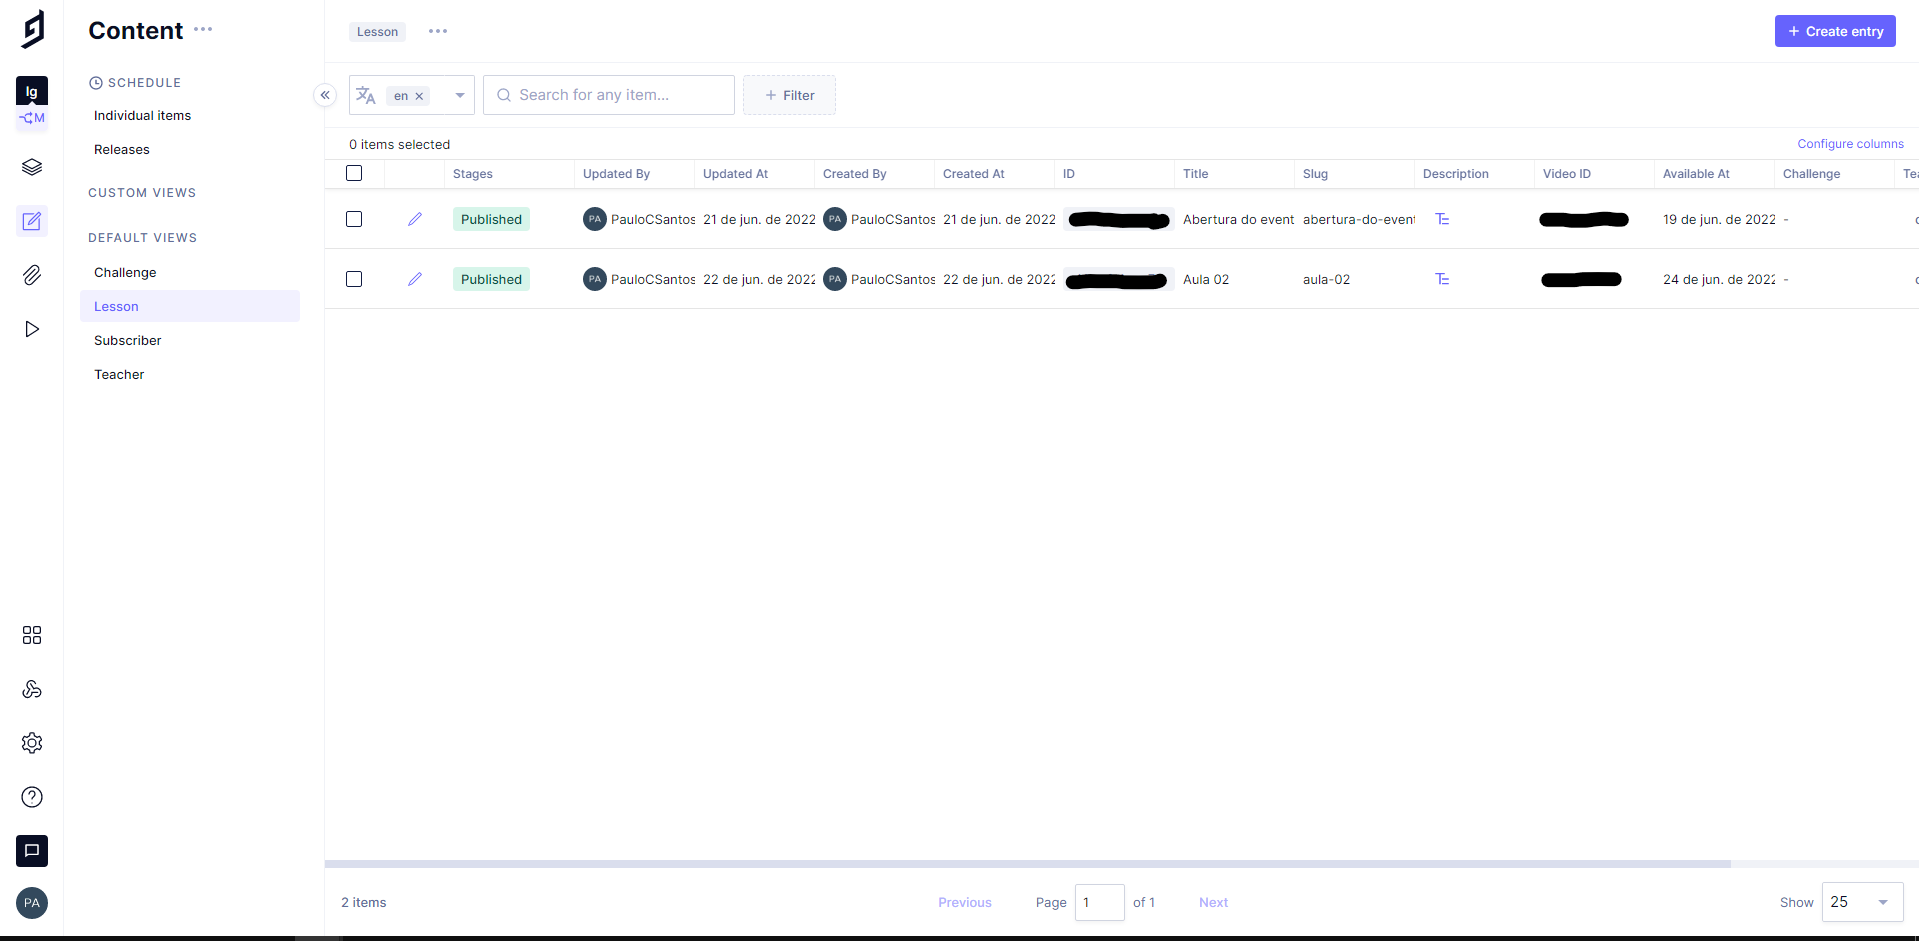 Content
Lesson
+ Create entry
lg
M
SCHEDULE
Individual items
Releases
CUSTOM VIEWS
DEFAULT VIEWS
Challenge
Lesson
Subscriber
Teacher
en
Search for any item...
+ Filter
0 items selected
Configure columns
Stages Updated By Updated At Created By Created At ID Title Slug Description Video ID Available At Challenge Tea
Published PA PauloCSantos 21 de jun. de 2022 PA PauloCSantos 21 de jun. de 2022 Abertura do event abertura-do-event 19 de jun. de 2022 -
Published PA PauloCSantos 22 de jun. de 2022 PA PauloCSantos 22 de jun. de 2022 Aula 02 aula-02 24 de jun. de 2022 -
PA
2 items
Previous
Page 1 of 1
Next
Show 25